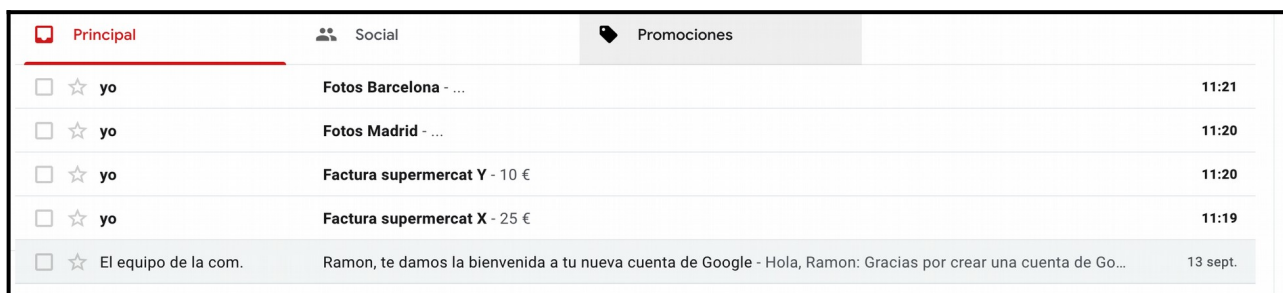 Principal Social Promociones
yo Fotos Barcelona - ... 11:21
yo Fotos Madrid - ... 11:20
yo Factura supermercat Y - 10 € 11:20
yo Factura supermercat X - 25 € 11:19
El equipo de la com. Ramon, te damos la bienvenida a tu nueva cuenta de Google - Hola, Ramon: Gracias por crear una cuenta de Go... 13 sept.